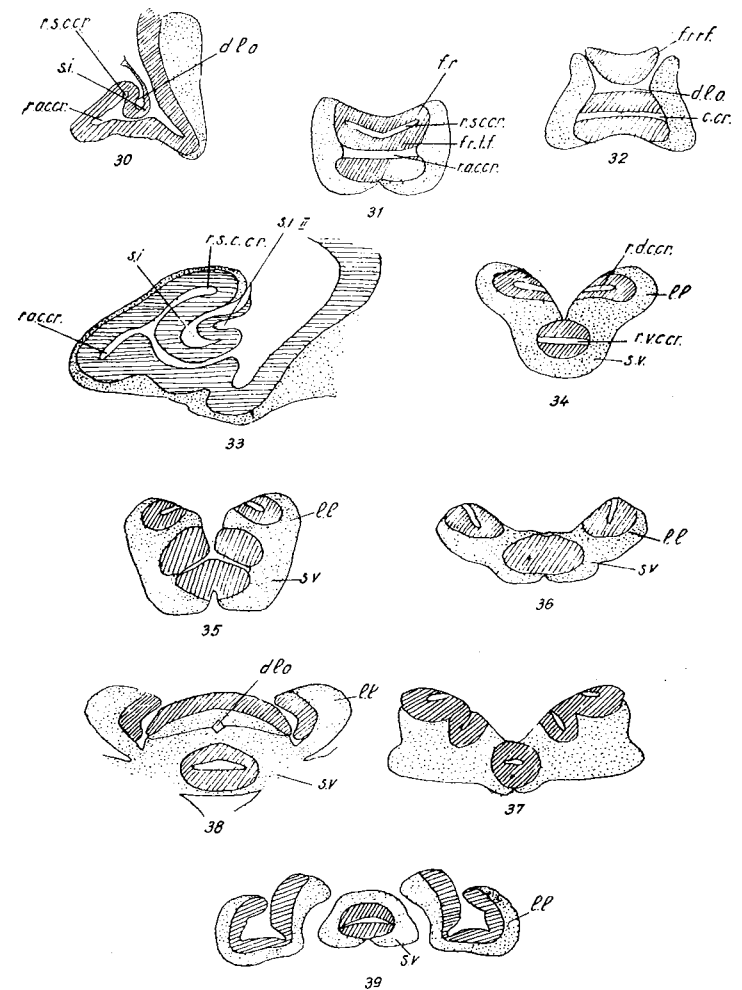 r.s.c.cr
s.i.
r.a.c.cr.
d l o
30
f.r
r.s.c.cr.
f.r.l.f.
r.a.c.cr.
31
f.r.r.f.
d.l.o.
c.cr.
32
s.i
r.s.c.cr.
s.i II
r.a.c.cr.
33
r.d.c.cr.
l.l
r.v.c.cr.
s.v.
34
l.l
s v
35
l.l
s v
36
d l o
l.l
s.v
38
37
l.l
s.v
39